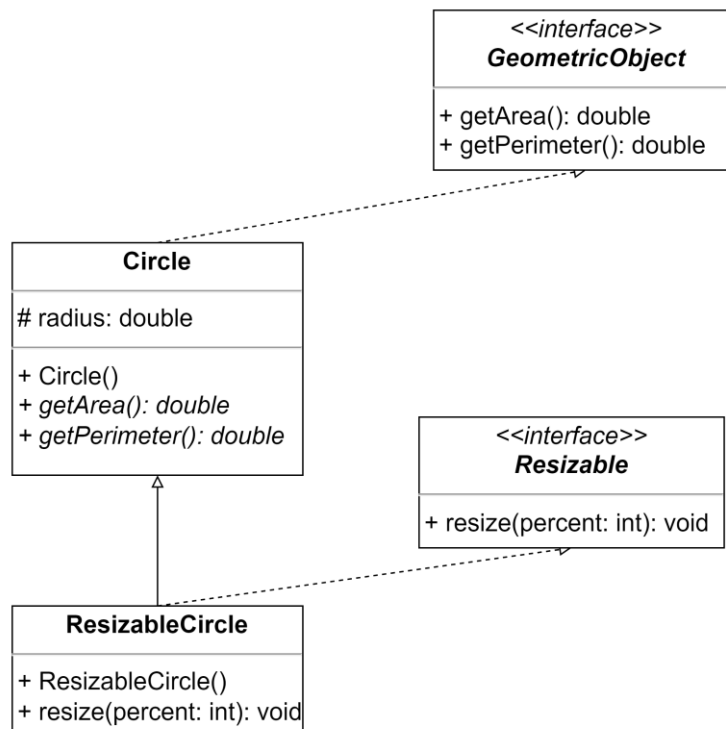 <<interface>>
GeometricObject
+ getArea(): double
+ getPerimeter(): double
Circle
# radius: double
+ Circle()
+ getArea(): double
+ getPerimeter(): double
<<interface>>
Resizable
+ resize(percent: int): void
ResizableCircle
+ ResizableCircle()
+ resize(percent: int): void